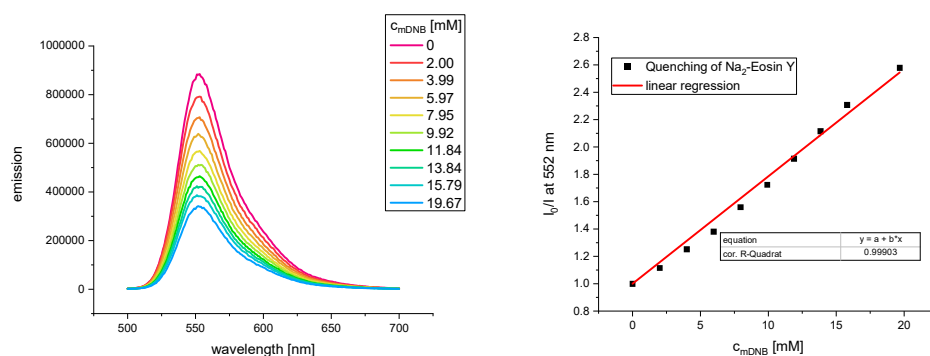 c_mDNB [mM]
0
2.00
3.99
5.97
7.95
9.92
11.84
13.84
15.79
19.67
1000000
800000
600000
400000
200000
0
emission
500 550 600 650 700
wavelength [nm]
2.8
2.6
2.4
2.2
2.0
1.8
1.6
1.4
1.2
1.0
0.8
I₀/I at 552 nm
Quenching of Na₂-Eosin Y
linear regression
equation y = a + b*x
cor. R-Quadrat 0.99903
0 5 10 15 20
c_mDNB [mM]